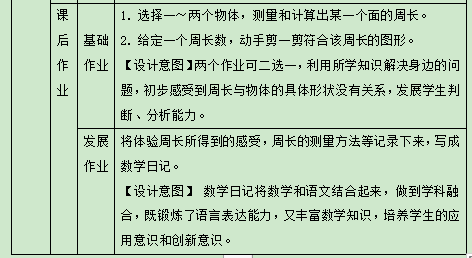 课后作业
基础作业
1. 选择一～两个物体，测量和计算出某一个面的周长。
2. 给定一个周长数，动手剪一剪符合该周长的图形。
【设计意图】两个作业可二选一，利用所学知识解决身边的问
题，初步感受到周长与物体的具体形状没有关系，发展学生判
断、分析能力。
发展作业
将体验周长所得到的感受，周长的测量方法等记录下来，写成
数学日记。
【设计意图】 数学日记将数学和语文结合起来，做到学科融
合，既锻炼了语言表达能力，又丰富数学知识，培养学生的应
用意识和创新意识。